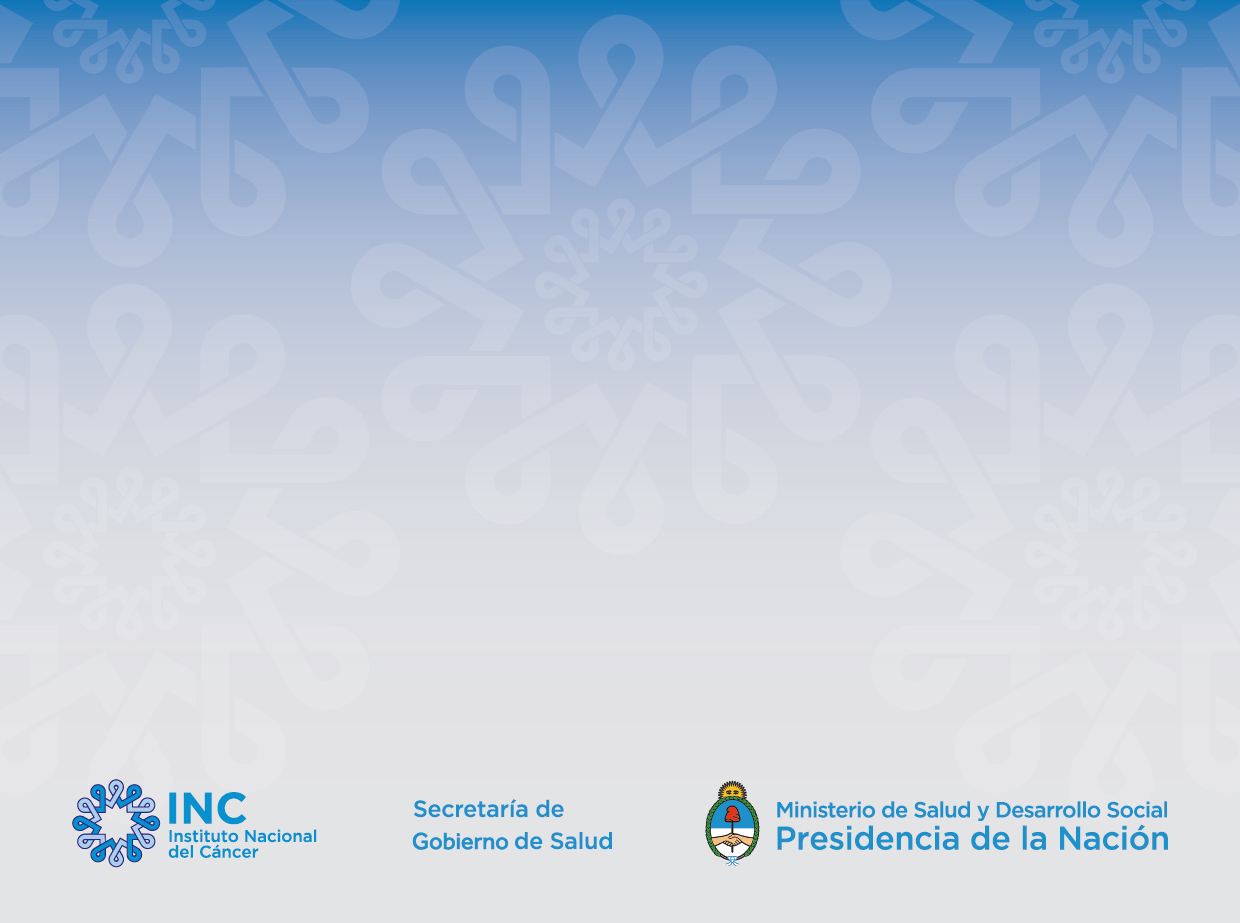 INC
Instituto Nacional
del Cáncer
Secretaría de
Gobierno de Salud
Ministerio de Salud y Desarrollo Social
Presidencia de la Nación